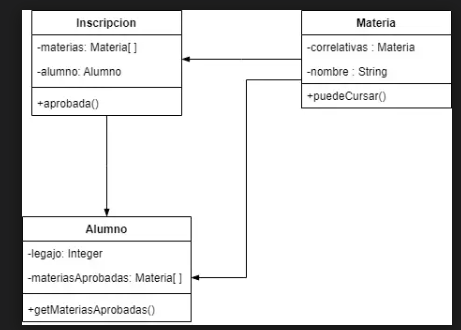 Inscripcion
-materias: Materia[ ]
-alumno: Alumno
+aprobada()
Materia
-correlativas : Materia
-nombre : String
+puedeCursar()
Alumno
-legajo: Integer
-materiasAprobadas: Materia[ ]
+getMateriasAprobadas()